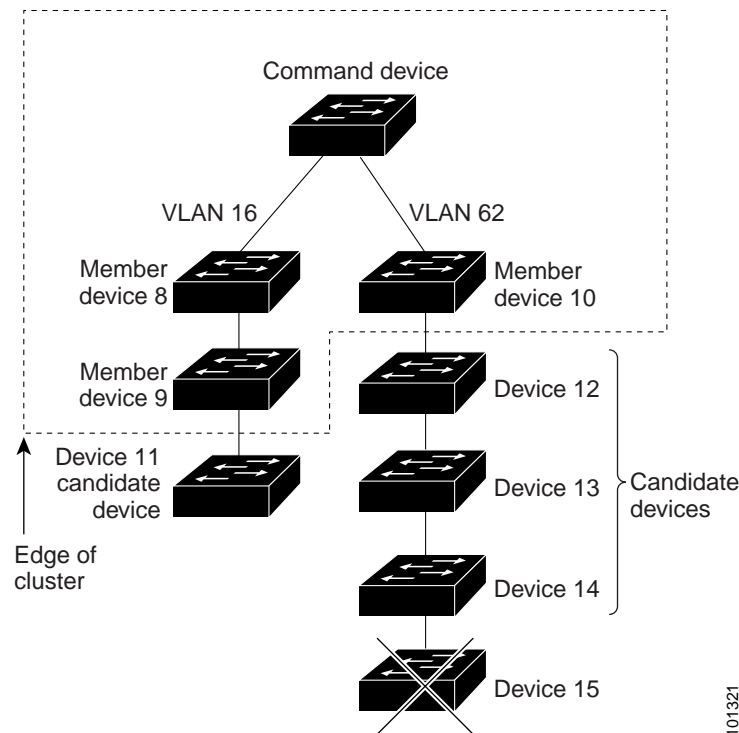 Command device
VLAN 16
VLAN 62
Member
device 8
Member
device 10
Member
device 9
Device 12
Device 11
candidate
device
Device 13
Candidate
devices
Edge of
cluster
Device 14
Device 15
101321